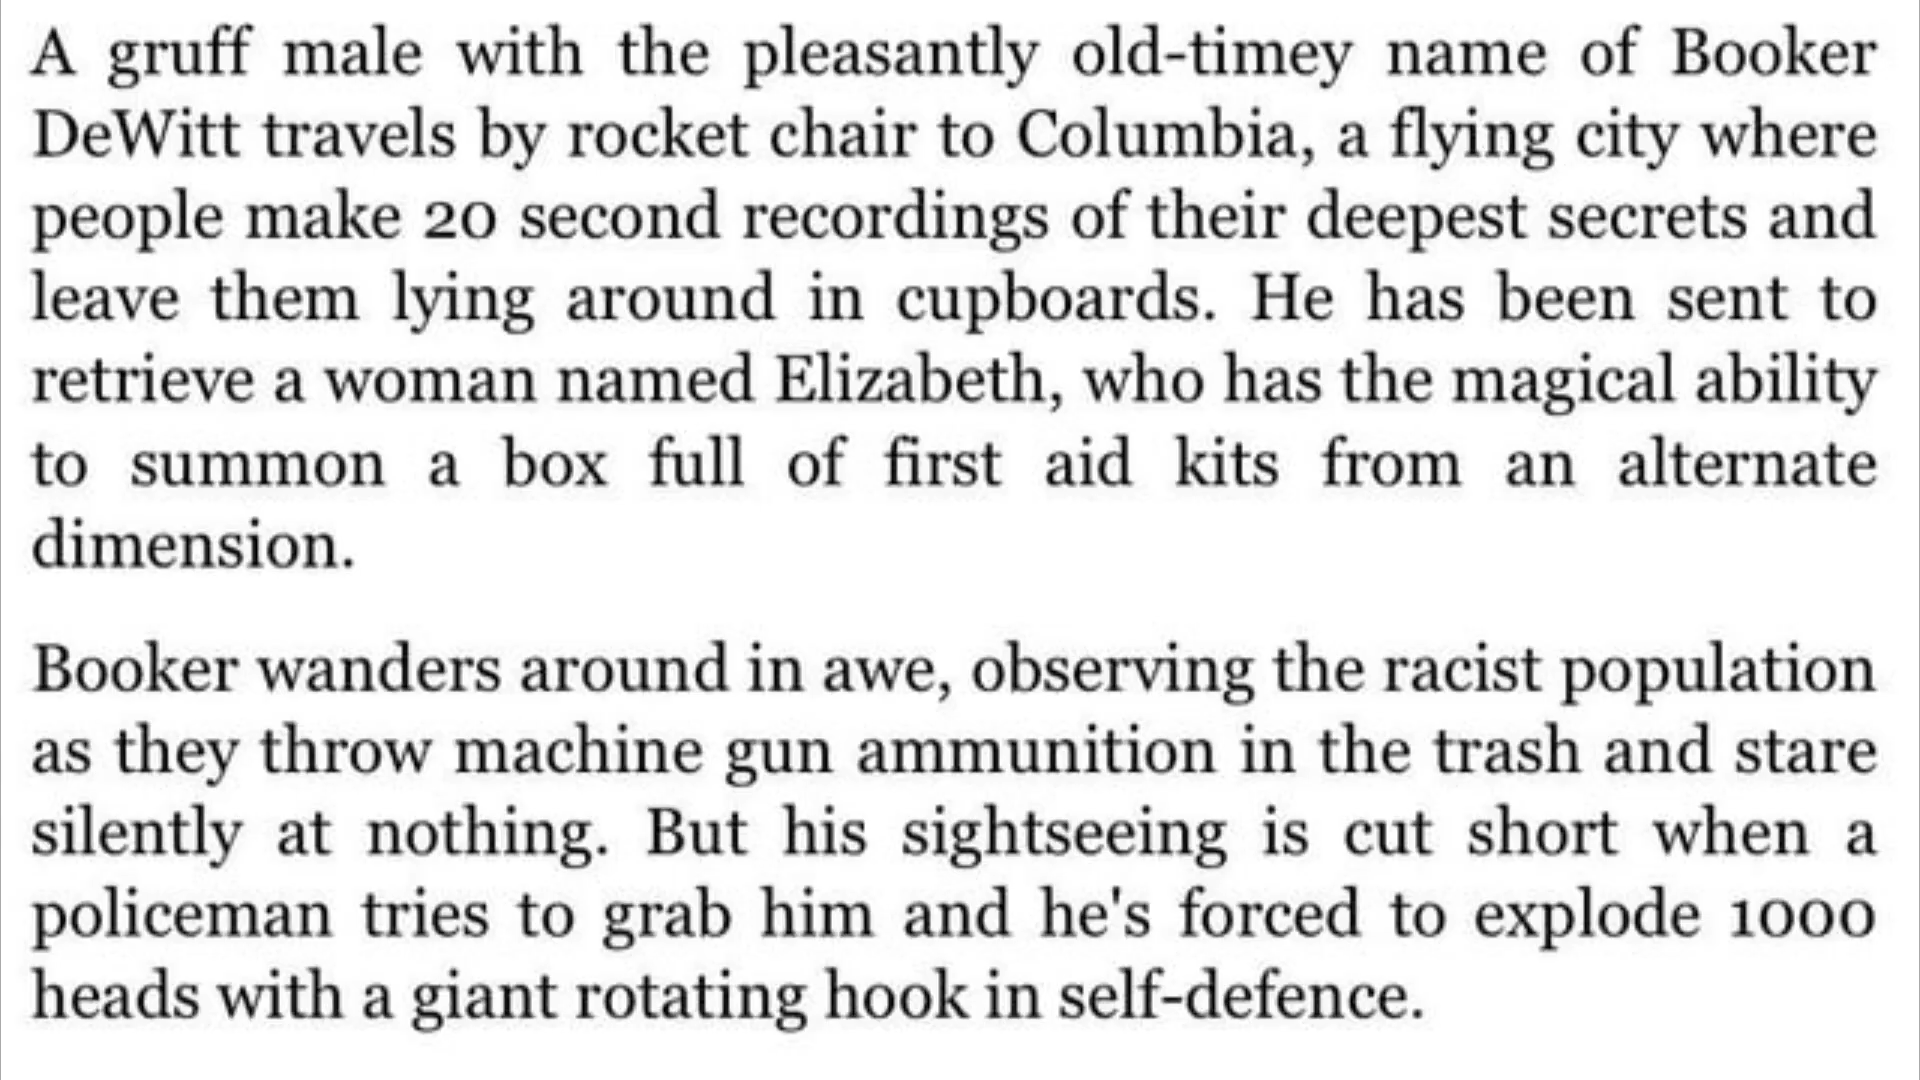 A gruff male with the pleasantly old-timey name of Booker
DeWitt travels by rocket chair to Columbia, a flying city where
people make 20 second recordings of their deepest secrets and
leave them lying around in cupboards. He has been sent to
retrieve a woman named Elizabeth, who has the magical ability
to summon a box full of first aid kits from an alternate
dimension.
Booker wanders around in awe, observing the racist population
as they throw machine gun ammunition in the trash and stare
silently at nothing. But his sightseeing is cut short when a
policeman tries to grab him and he's forced to explode 1000
heads with a giant rotating hook in self-defence.